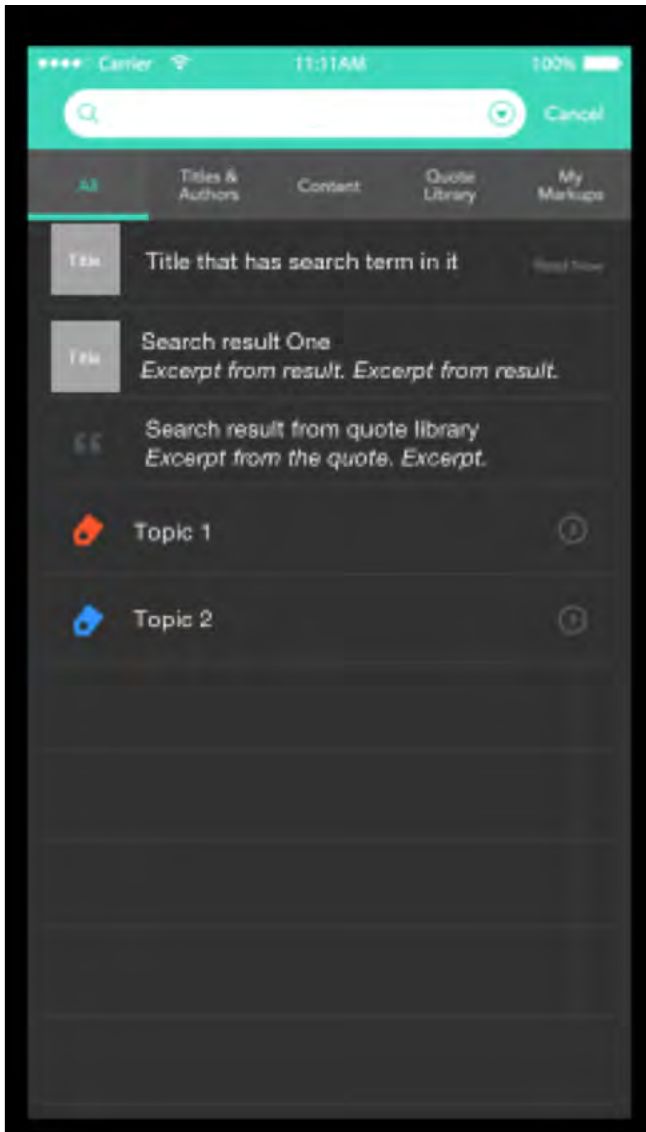 Carrier 11:11AM 100%
Cancel
All
Titles &
Authors
Content
Quote
Library
My
Markups
Title
Title that has search term in it
Read Now
Title
Search result One
Excerpt from result. Excerpt from result.
“
Search result from quote library
Excerpt from the quote. Excerpt.
Topic 1
Topic 2